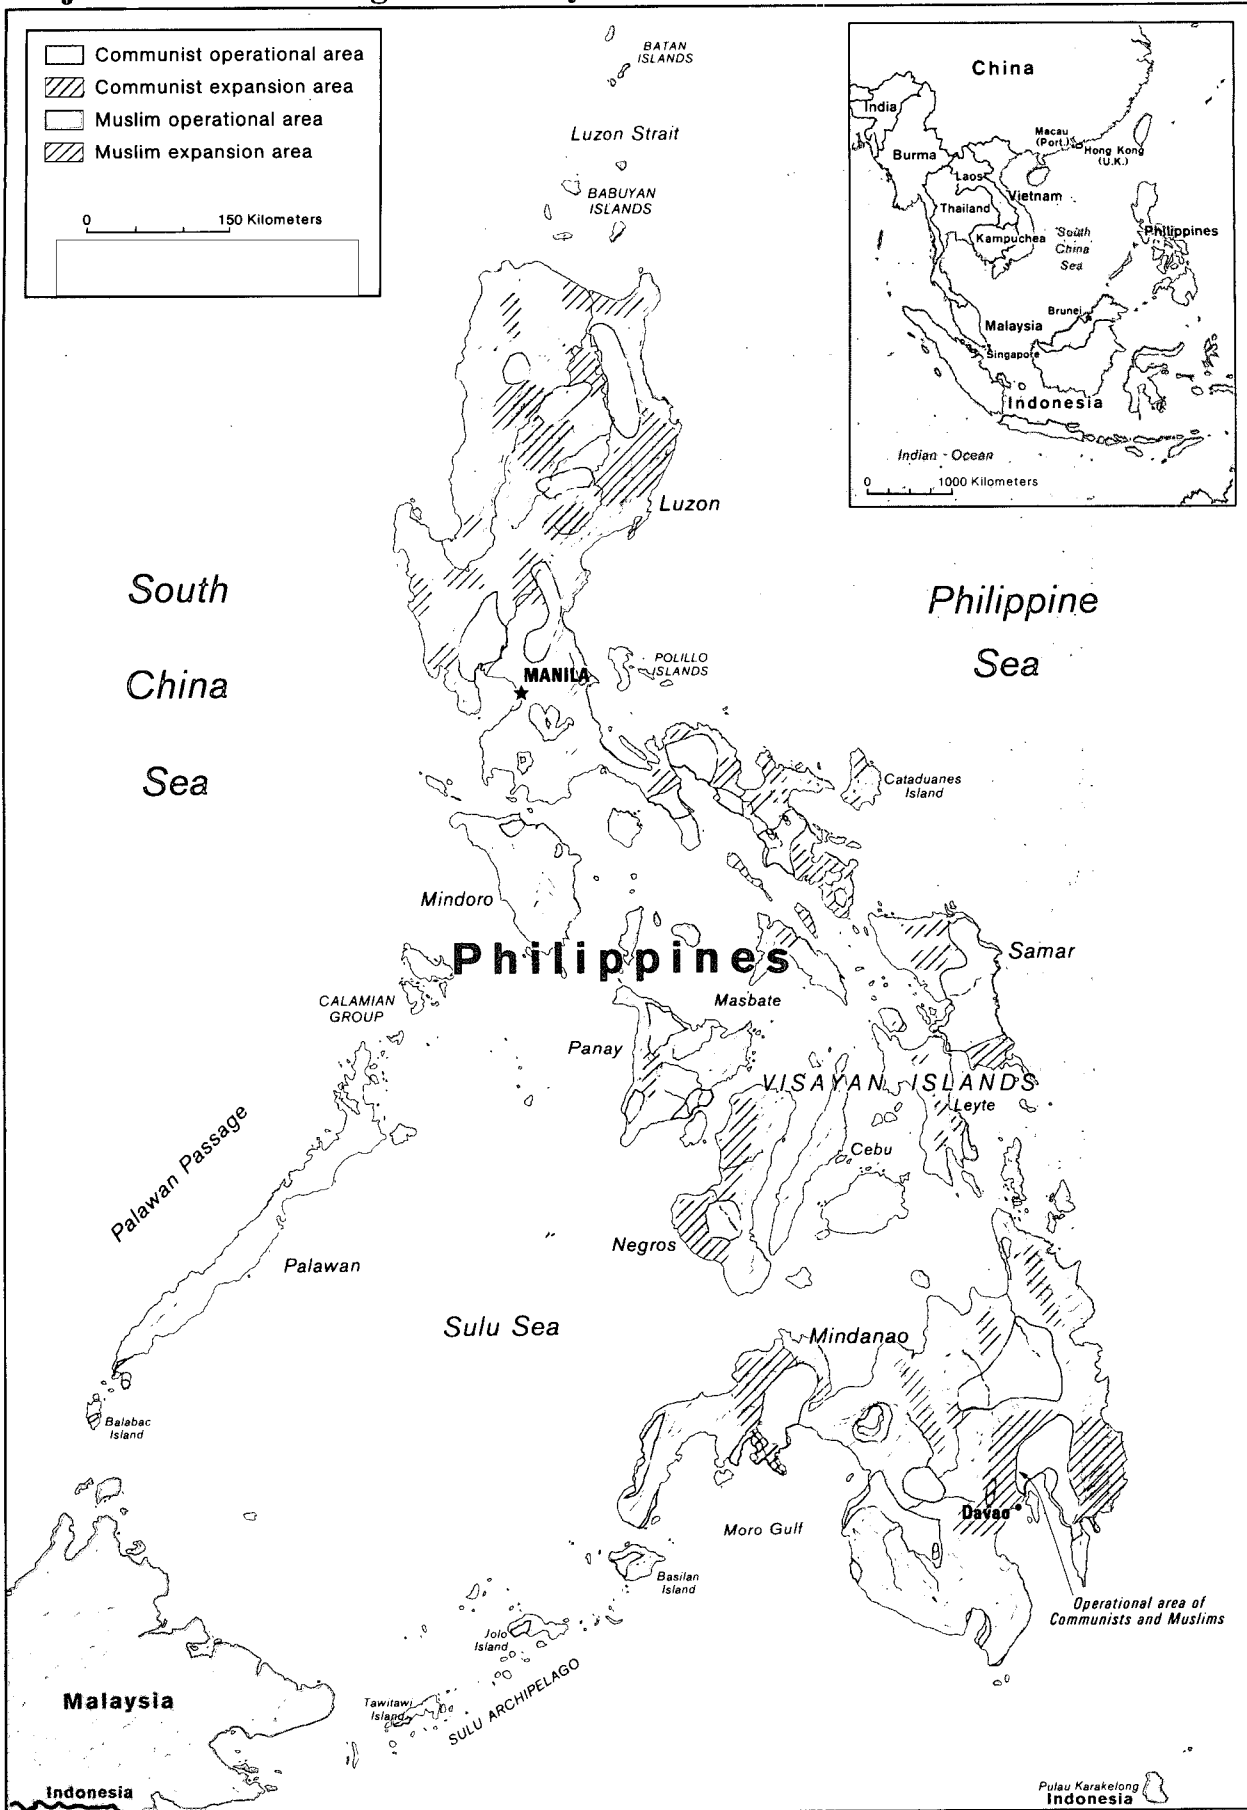 Communist operational area
Communist expansion area
Muslim operational area
Muslim expansion area
0 150 Kilometers
BATAN
ISLANDS
Luzon Strait
BABUYAN
ISLANDS
China
India
Macau
(Port.)
Hong Kong
(U.K.)
Burma
Laos
Vietnam
Thailand
Kampuchea
South
China
Sea
Philippines
Brunei
Malaysia
Singapore
Indonesia
Indian Ocean
0 1000 Kilometers
Luzon
South
China
Sea
Philippine
Sea
POLILLO
ISLANDS
MANILA
Cataduanes
Island
Mindoro
Philippines
Samar
CALAMIAN
GROUP
Masbate
Panay
VISAYAN ISLANDS
Leyte
Palawan Passage
Cebu
Negros
Palawan
Sulu Sea
Mindanao
Balabac
Island
Davao
Moro Gulf
Basilan
Island
Operational area of
Communists and Muslims
Jolo
Island
SULU ARCHIPELAGO
Tawitawi
Island
Malaysia
Indonesia
Pulau Karakelong
Indonesia